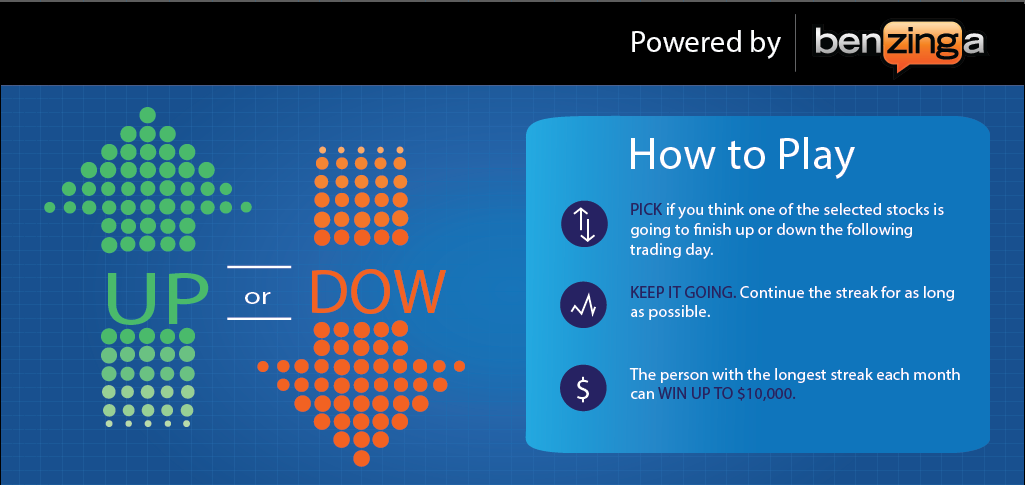 Powered by benzinga
UP or DOW
How to Play
PICK if you think one of the selected stocks is
going to finish up or down the following
trading day.
KEEP IT GOING. Continue the streak for as long
as possible.
$
The person with the longest streak each month
can WIN UP TO $10,000.